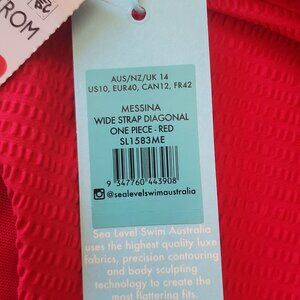 ROM
AUS/NZ/UK 14
US10, EUR40, CAN12, FR42
MESSINA
WIDE STRAP DIAGONAL
ONE PIECE - RED
SL1583ME
9 347760 443908
@sealevelswimaustralia
Sea Level Swim Australia
uses the highest quality luxe
fabrics, precision contouring
and body sculpting
technology to create the
most flattering fits